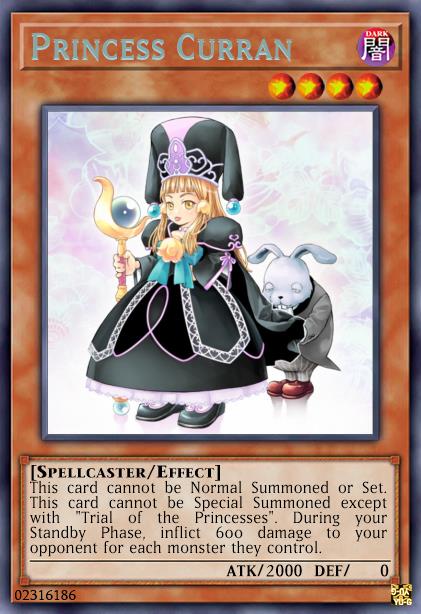 Princess Curran
DARK
闇
[Spellcaster/Effect]
This card cannot be Normal Summoned or Set.
This card cannot be Special Summoned except
with "Trial of the Princesses". During your
Standby Phase, inflict 600 damage to your
opponent for each monster they control.
ATK/2000 DEF/ 0
02316186